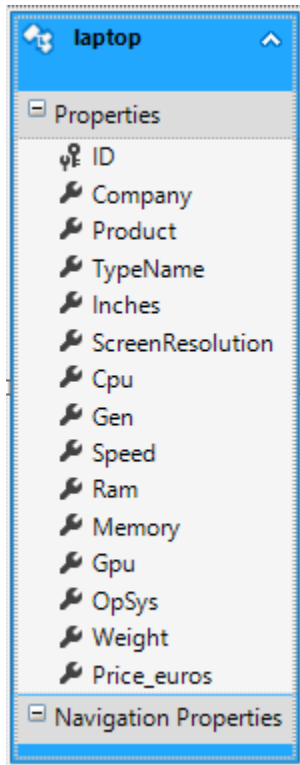 laptop
Properties
ID
Company
Product
TypeName
Inches
ScreenResolution
Cpu
Gen
Speed
Ram
Memory
Gpu
OpSys
Weight
Price_euros
Navigation Properties